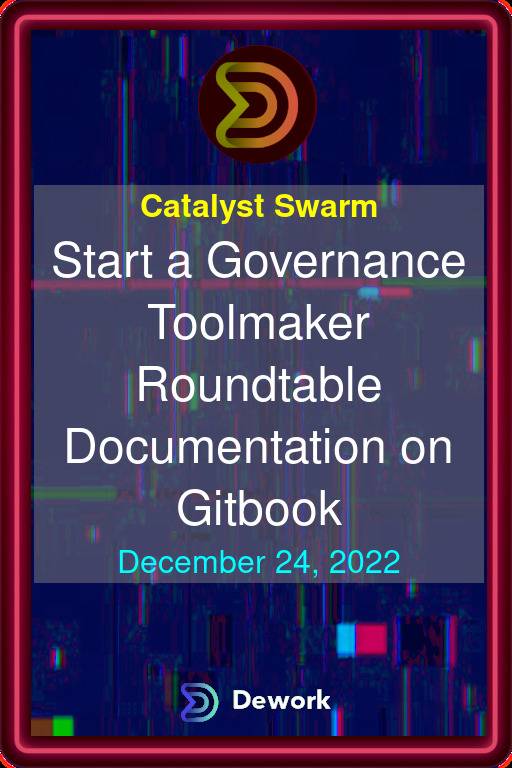 Catalyst Swarm
Start a Governance
Toolmaker
Roundtable
Documentation on
Gitbook
December 24, 2022
Dework